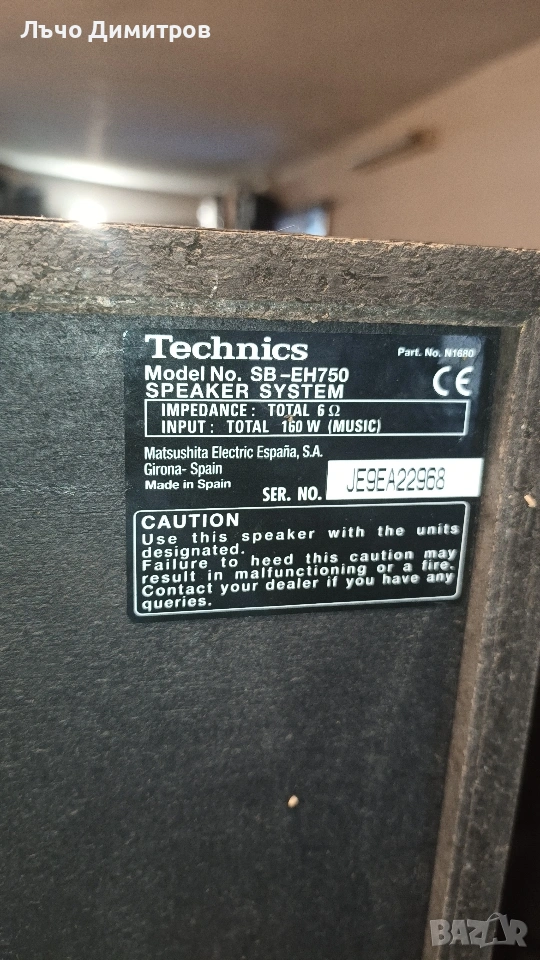 Лъчо Димитров
Technics
Part. No. N1680
Model No. SB-EH750
SPEAKER SYSTEM
CE
IMPEDANCE: TOTAL 6 Ω
INPUT: TOTAL 160 W (MUSIC)
Matsushita Electric España, S.A.
Girona- Spain
Made in Spain
SER. NO. JE9EA22968
CAUTION
Use this speaker with the units
designated.
Failure to heed this caution may
result in malfunctioning or a fire.
Contact your dealer if you have any
queries.
BAZAR